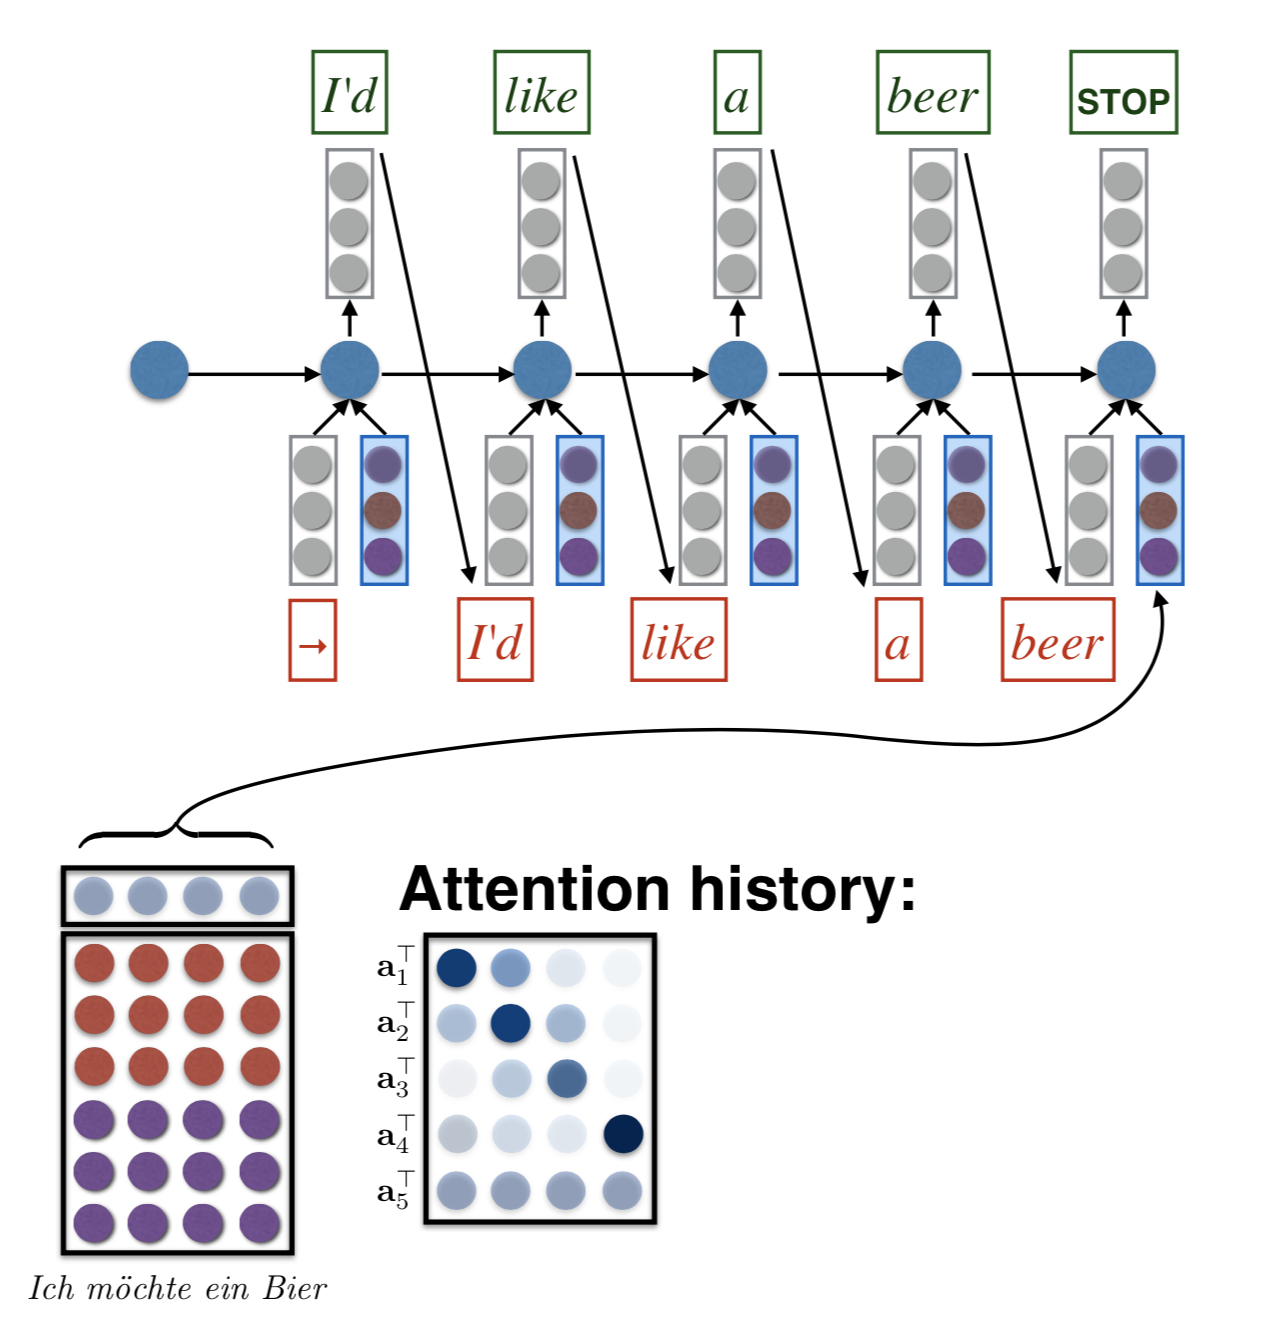 I'd like a beer STOP
→ I'd like a beer
Attention history:
a₁⊤
a₂⊤
a₃⊤
a₄⊤
a₅⊤
Ich möchte ein Bier